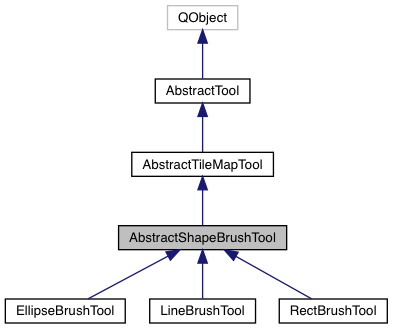 QObject
AbstractTool
AbstractTileMapTool
AbstractShapeBrushTool
EllipseBrushTool
LineBrushTool
RectBrushTool